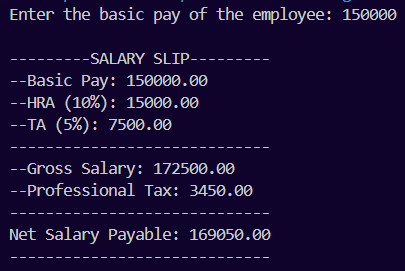 Enter the basic pay of the employee: 150000
---------SALARY SLIP---------
--Basic Pay: 150000.00
--HRA (10%): 15000.00
--TA (5%): 7500.00
-----------------------------
--Gross Salary: 172500.00
--Professional Tax: 3450.00
-----------------------------
Net Salary Payable: 169050.00
-----------------------------